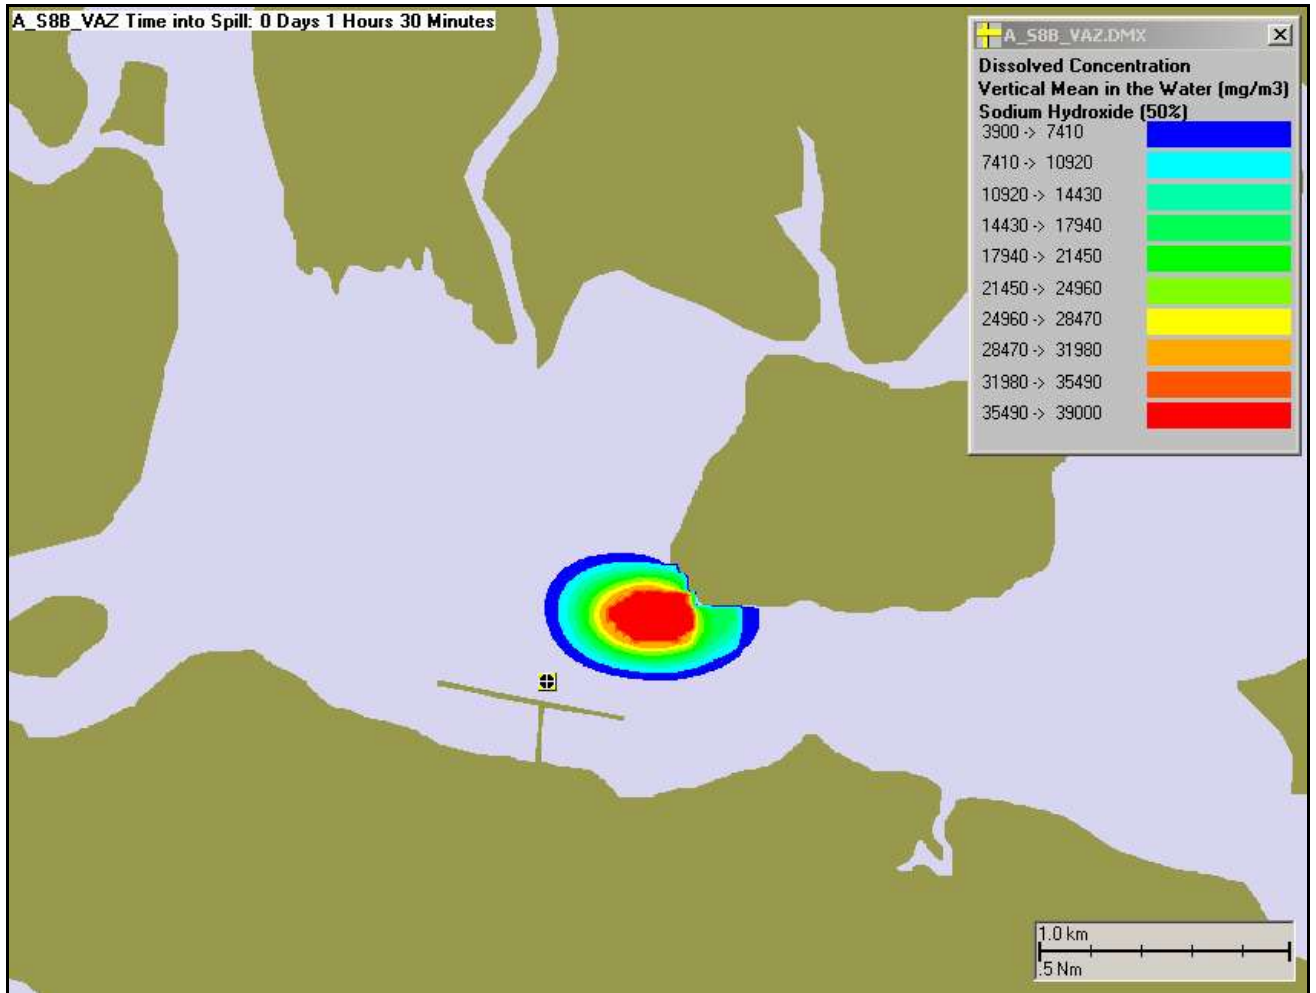 A_S8B_VAZ Time into Spill: 0 Days 1 Hours 30 Minutes
A_S8B_VAZ.DMX
Dissolved Concentration
Vertical Mean in the Water (mg/m3)
Sodium Hydroxide (50%)
3900 -> 7410
7410 -> 10920
10920 -> 14430
14430 -> 17940
17940 -> 21450
21450 -> 24960
24960 -> 28470
28470 -> 31980
31980 -> 35490
35490 -> 39000
1.0 km
.5 Nm